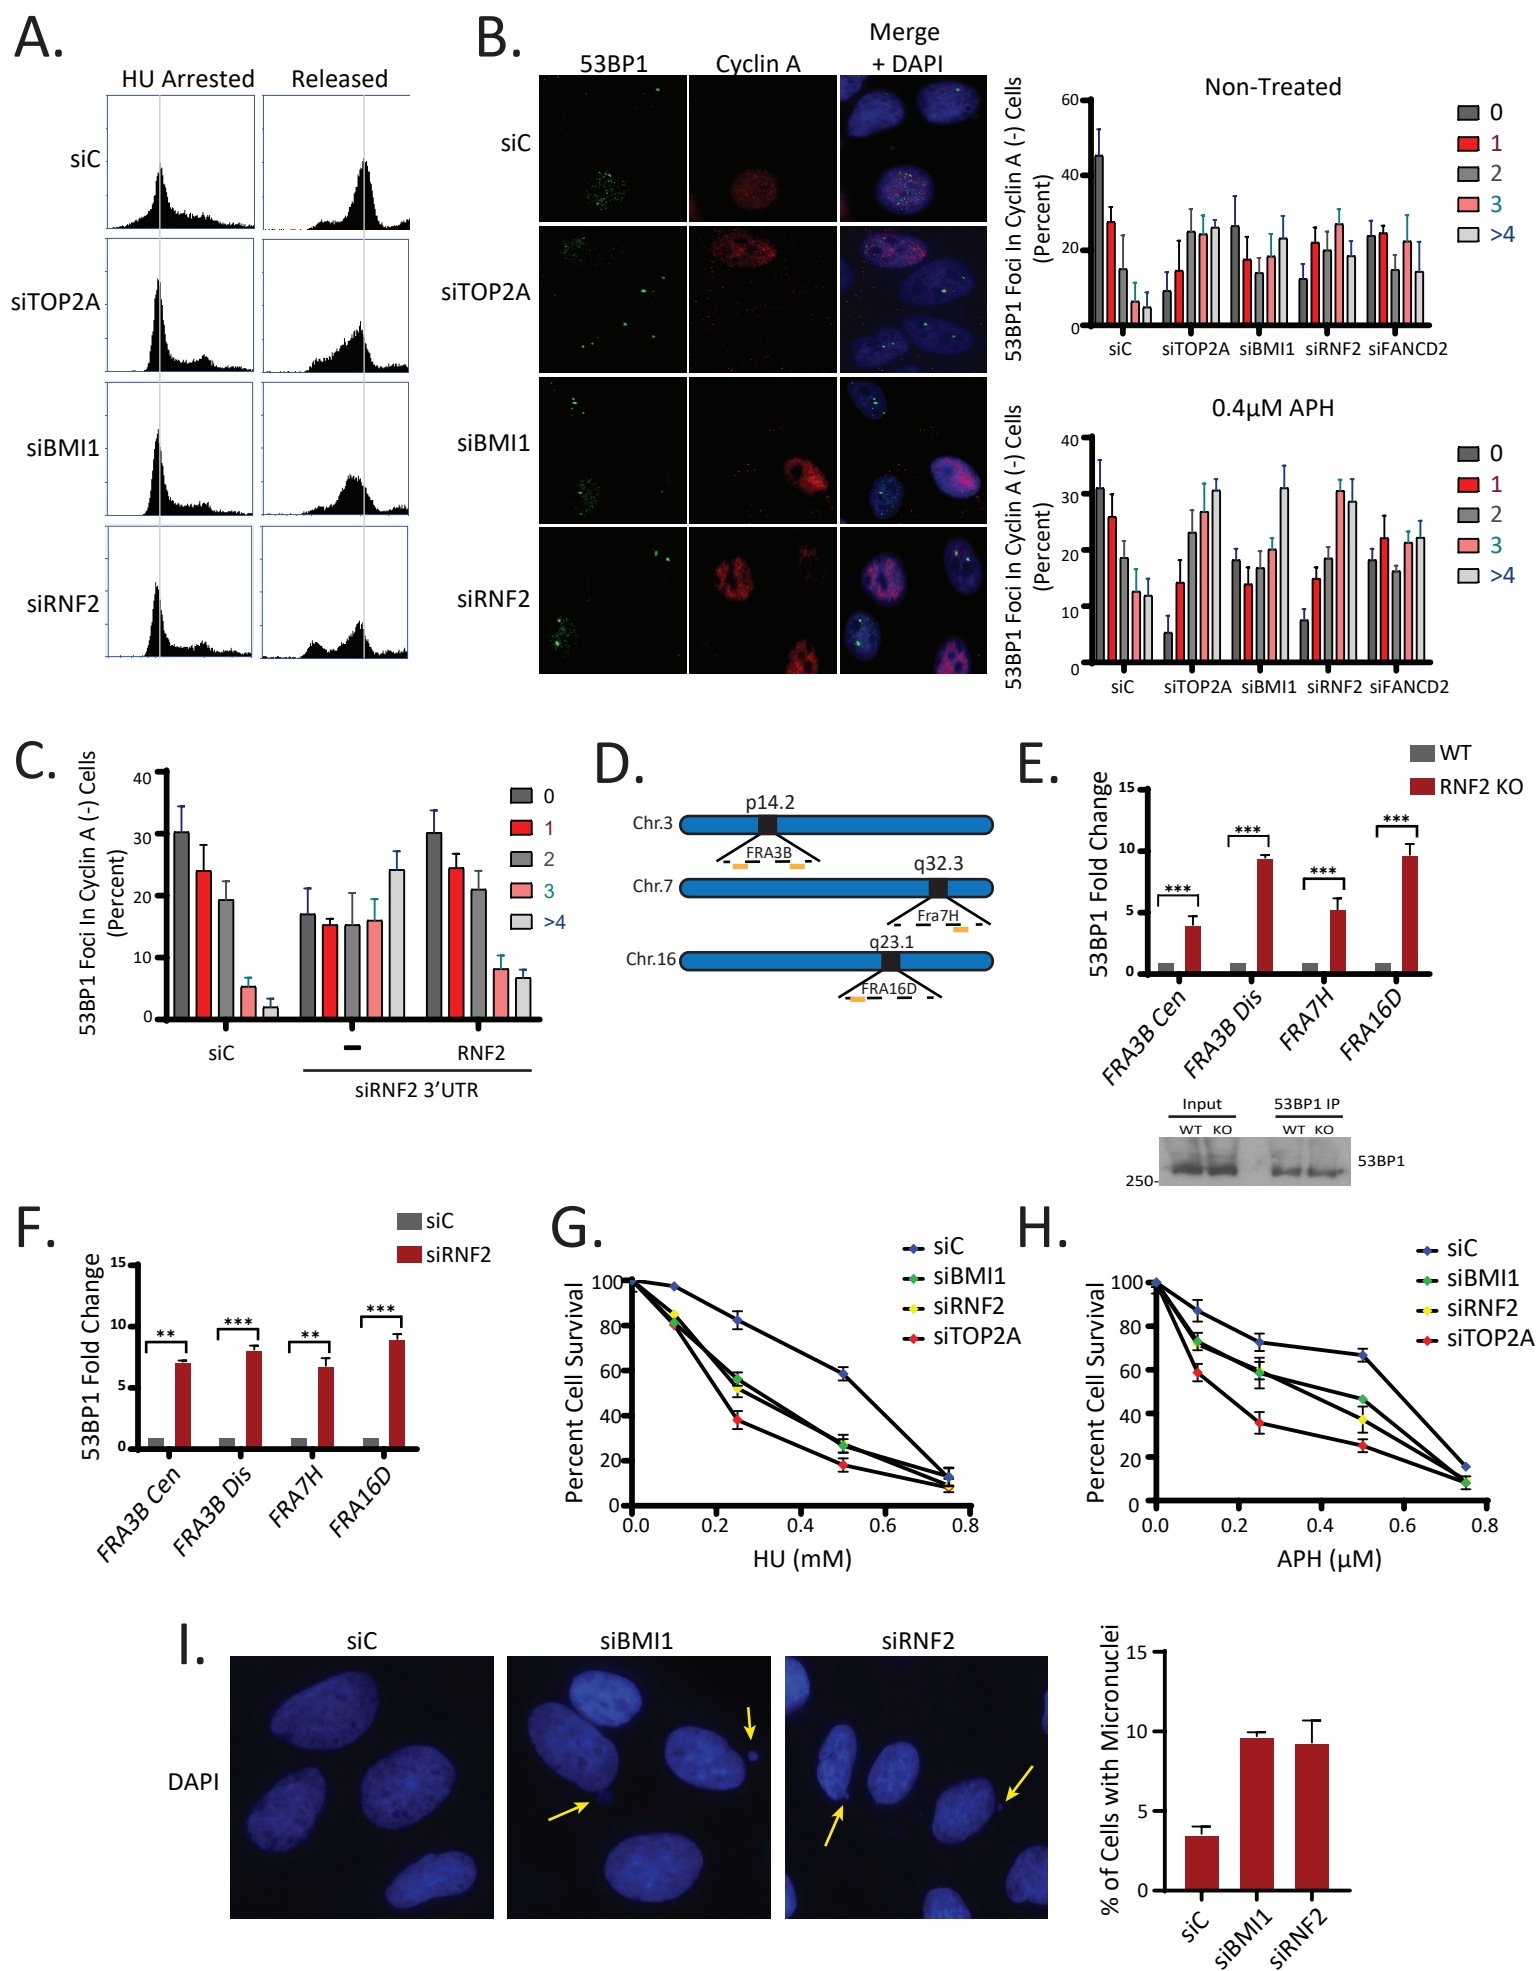 A.
HU Arrested
Released
siC
siTOP2A
siBMI1
siRNF2
B.
53BP1
Cyclin A
Merge
+ DAPI
siC
siTOP2A
siBMI1
siRNF2
Non-Treated
53BP1 Foci In Cyclin A (-) Cells
(Percent)
60
40
20
0
siC
siTOP2A
siBMI1
siRNF2
siFANCD2
0
1
2
3
>4
0.4µM APH
53BP1 Foci In Cyclin A (-) Cells
(Percent)
40
30
20
10
0
siC
siTOP2A
siBMI1
siRNF2
siFANCD2
0
1
2
3
>4
C.
53BP1 Foci In Cyclin A (-) Cells
(Percent)
40
30
20
10
0
siC
-
RNF2
siRNF2 3’UTR
0
1
2
3
>4
D.
Chr.3
p14.2
FRA3B
Chr.7
q32.3
Fra7H
Chr.16
q23.1
FRA16D
E.
WT
RNF2 KO
53BP1 Fold Change
15
10
5
0
***
***
***
***
FRA3B Cen
FRA3B Dis
FRA7H
FRA16D
Input
53BP1 IP
WT KO
WT KO
53BP1
250-
F.
siC
siRNF2
53BP1 Fold Change
15
10
5
0
**
***
**
***
FRA3B Cen
FRA3B Dis
FRA7H
FRA16D
G.
siC
siBMI1
siRNF2
siTOP2A
Percent Cell Survival
100
80
60
40
20
0
0.0
0.2
0.4
0.6
0.8
HU (mM)
H.
siC
siBMI1
siRNF2
siTOP2A
Percent Cell Survival
100
80
60
40
20
0
0.0
0.2
0.4
0.6
0.8
APH (µM)
I.
siC
siBMI1
siRNF2
DAPI
% of Cells with Micronuclei
15
10
5
0
siC
siBMI1
siRNF2